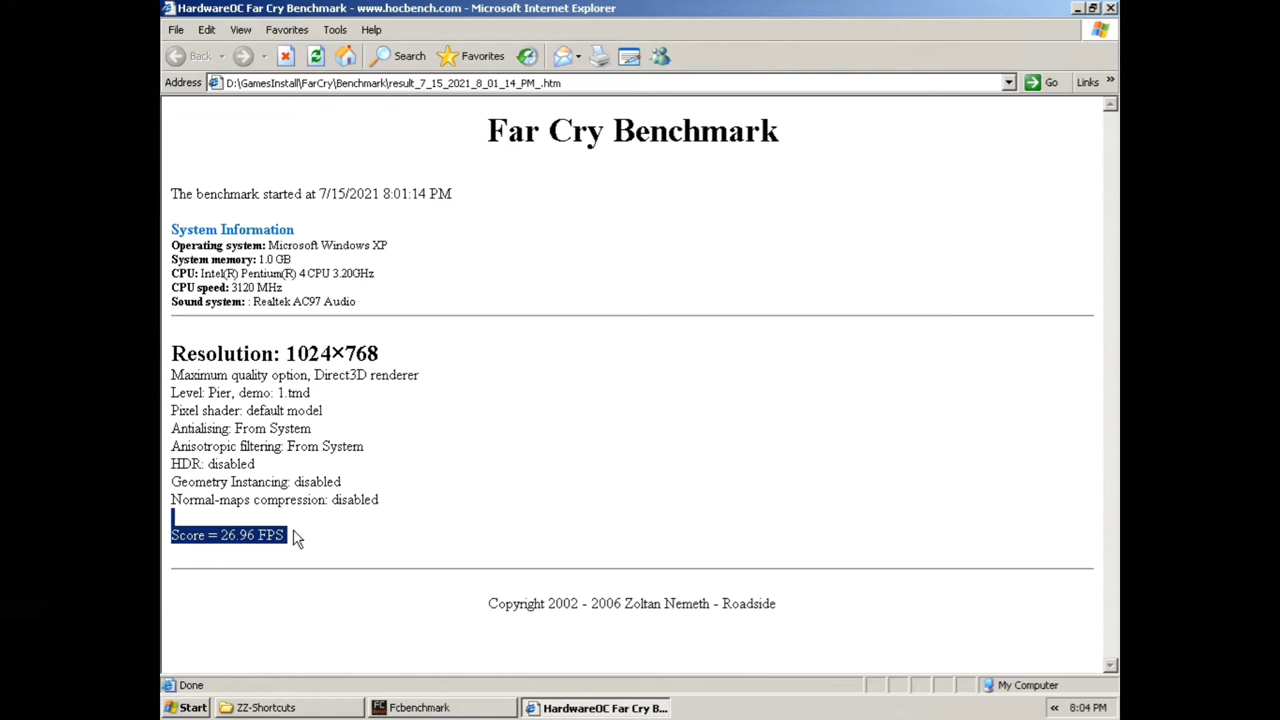 HardwareOC Far Cry Benchmark - www.hocbench.com - Microsoft Internet Explorer
File Edit View Favorites Tools Help
Back Search Favorites
Address D:\GamesInstall\FarCry\Benchmark\result_7_15_2021_8_01_14_PM_.htm Go Links »
Far Cry Benchmark
The benchmark started at 7/15/2021 8:01:14 PM
System Information
Operating system: Microsoft Windows XP
System memory: 1.0 GB
CPU: Intel(R) Pentium(R) 4 CPU 3.20GHz
CPU speed: 3120 MHz
Sound system: : Realtek AC97 Audio
Resolution: 1024×768
Maximum quality option, Direct3D renderer
Level: Pier, demo: 1.tmd
Pixel shader: default model
Antialising: From System
Anisotropic filtering: From System
HDR: disabled
Geometry Instancing: disabled
Normal-maps compression: disabled
Score = 26.96 FPS
Copyright 2002 - 2006 Zoltan Nemeth - Roadside
Done My Computer
Start ZZ-Shortcuts FC Fcbenchmark HardwareOC Far Cry B... « 8:04 PM